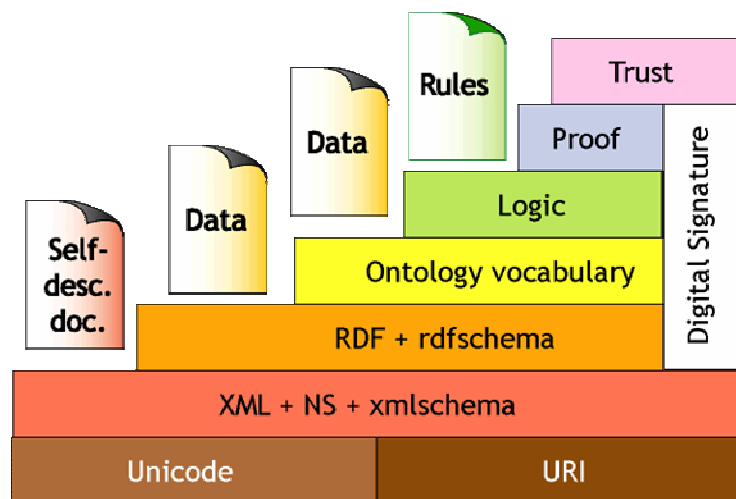 Rules
Trust
Data
Proof
Data
Logic
Self-
desc.
doc.
Ontology vocabulary
Digital Signature
RDF + rdfschema
XML + NS + xmlschema
Unicode
URI